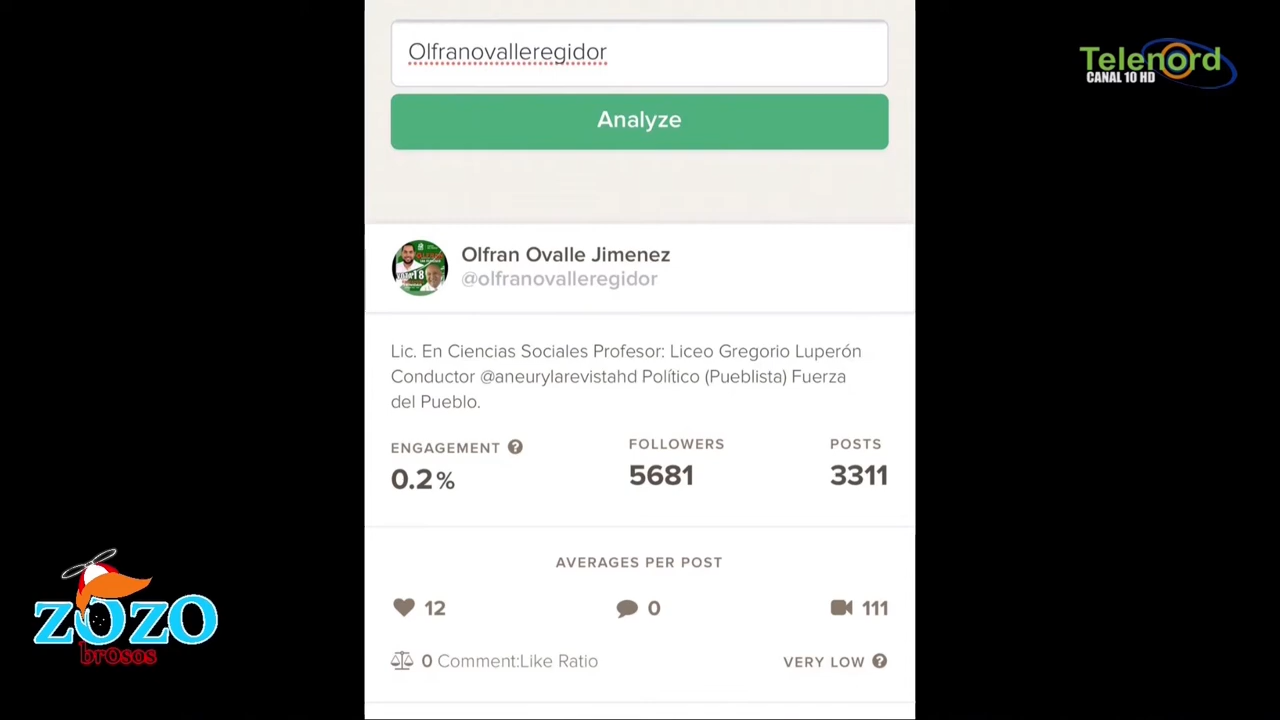 Olfranovalleregidor
Telenord
CANAL 10 HD
Analyze
Olfran Ovalle Jimenez
@olfranovalleregidor
Lic. En Ciencias Sociales Profesor: Liceo Gregorio Luperón
Conductor @aneurylarevistahd Político (Pueblista) Fuerza
del Pueblo.
ENGAGEMENT ?
FOLLOWERS
POSTS
0.2%
5681
3311
AVERAGES PER POST
12
0
111
0 Comment:Like Ratio
VERY LOW ?
ZOZO
brosos